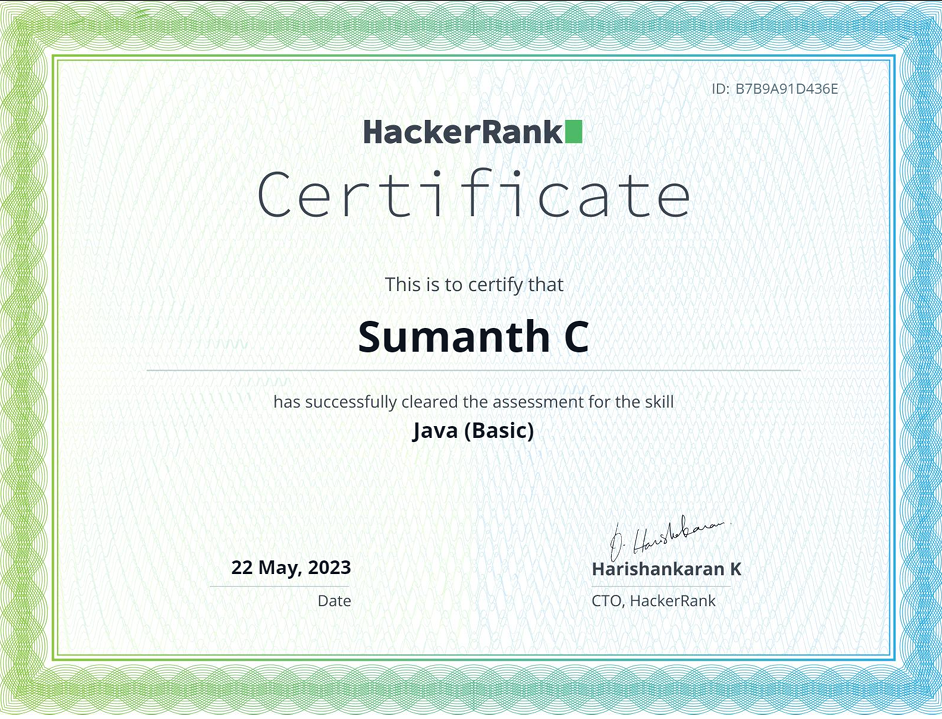 ID: B7B9A91D436E
HackerRank
Certificate
This is to certify that
Sumanth C
has successfully cleared the assessment for the skill
Java (Basic)
D. Harishankaran
22 May, 2023
Harishankaran K
Date
CTO, HackerRank